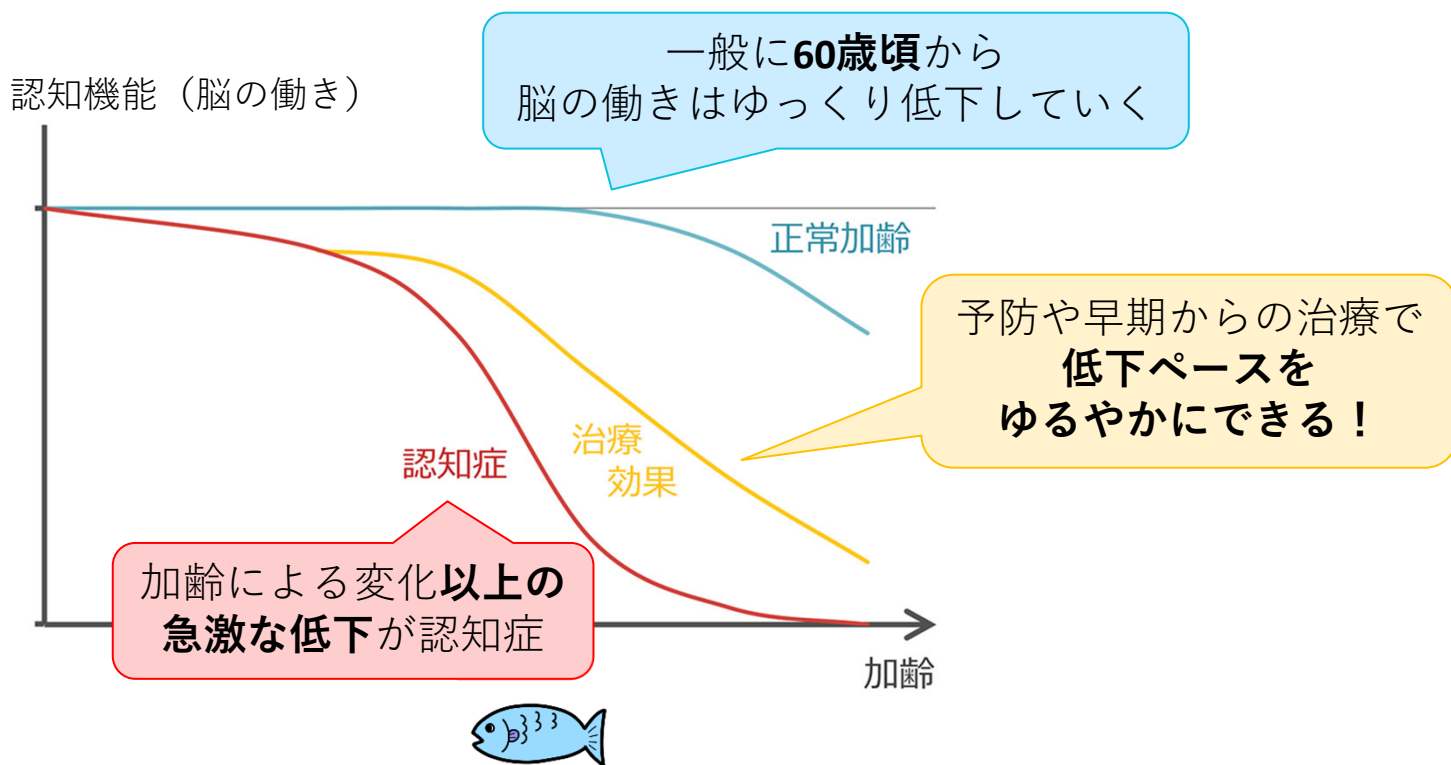 一般に60歳頃から
脳の働きはゆっくり低下していく
認知機能（脳の働き）
正常加齢
予防や早期からの治療で
低下ペースを
ゆるやかにできる！
治療
効果
認知症
加齢による変化以上の
急激な低下が認知症
加齢